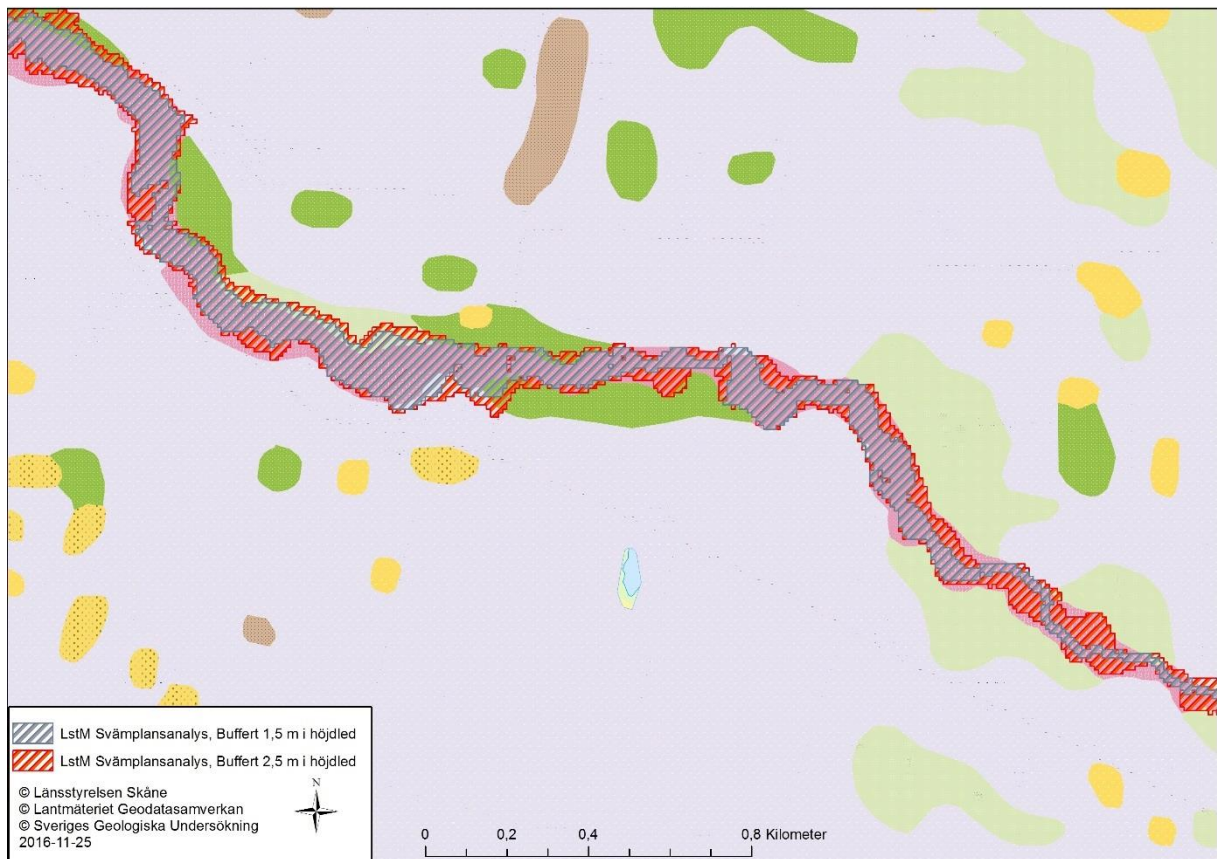 LstM Svämplansanalys, Buffert 1,5 m i höjdled
LstM Svämplansanalys, Buffert 2,5 m i höjdled
© Länsstyrelsen Skåne
© Lantmäteriet Geodatasamverkan
© Sveriges Geologiska Undersökning
2016-11-25
N
0 0,2 0,4 0,8 Kilometer